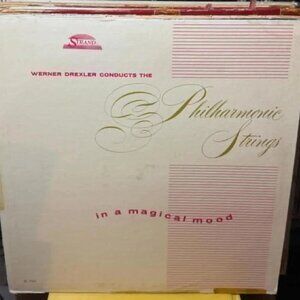 STRAND
WERNER DREXLER CONDUCTS THE
Philharmonic
Strings
in a magical mood